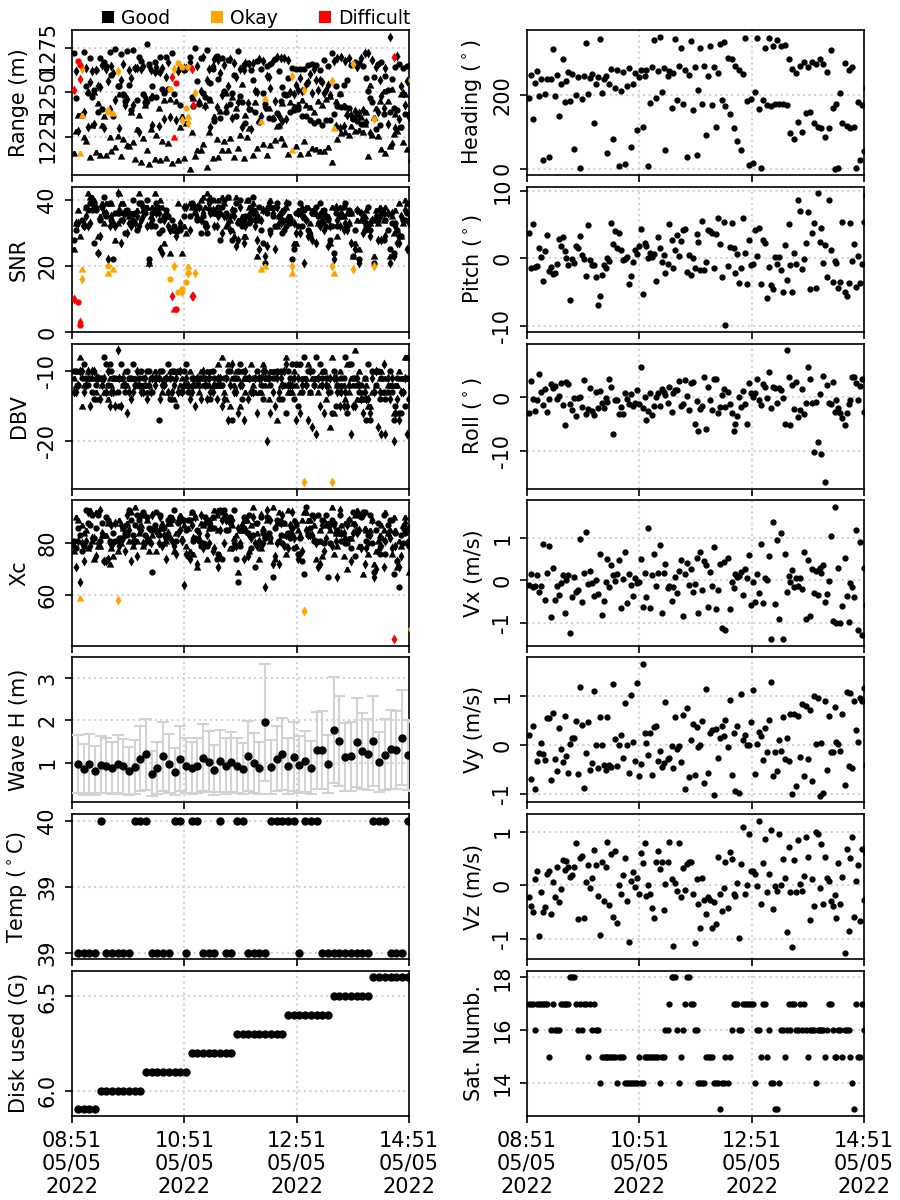 Good Okay Difficult
Range (m)
1275
1250
1225
SNR
40
20
0
DBV
-10
-20
Xc
80
60
Wave H (m)
3
2
1
Temp (°C)
40
39
39
Disk used (G)
6.5
6.0
08:51 10:51 12:51 14:51
05/05 05/05 05/05 05/05
2022 2022 2022 2022
Heading (°)
200
0
Pitch (°)
10
0
-10
Roll (°)
0
-10
Vx (m/s)
1
0
-1
Vy (m/s)
1
0
-1
Vz (m/s)
1
0
-1
Sat. Numb.
18
16
14
08:51 10:51 12:51 14:51
05/05 05/05 05/05 05/05
2022 2022 2022 2022